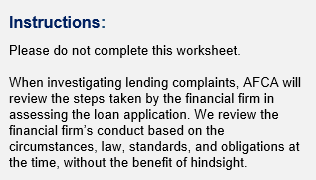 Instructions:
Please do not complete this worksheet.
When investigating lending complaints, AFCA will
review the steps taken by the financial firm in
assessing the loan application. We review the
financial firm's conduct based on the
circumstances, law, standards, and obligations at
the time, without the benefit of hindsight.